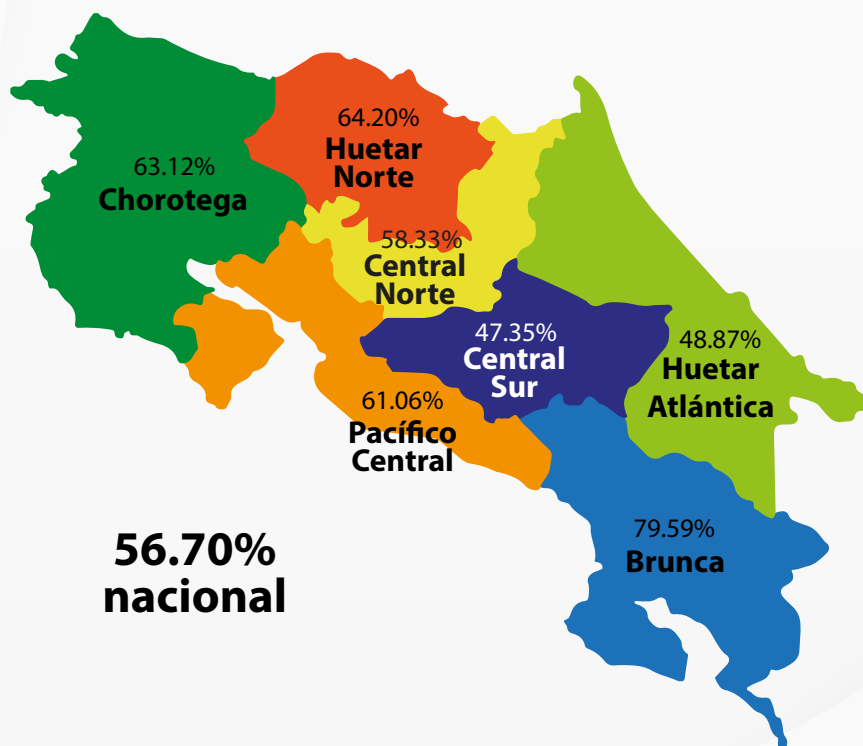 64.20%
Huetar
Norte
63.12%
Chorotega
58.33%
Central
Norte
47.35%
Central
Sur
48.87%
Huetar
Atlántica
61.06%
Pacífico
Central
79.59%
Brunca
56.70%
nacional